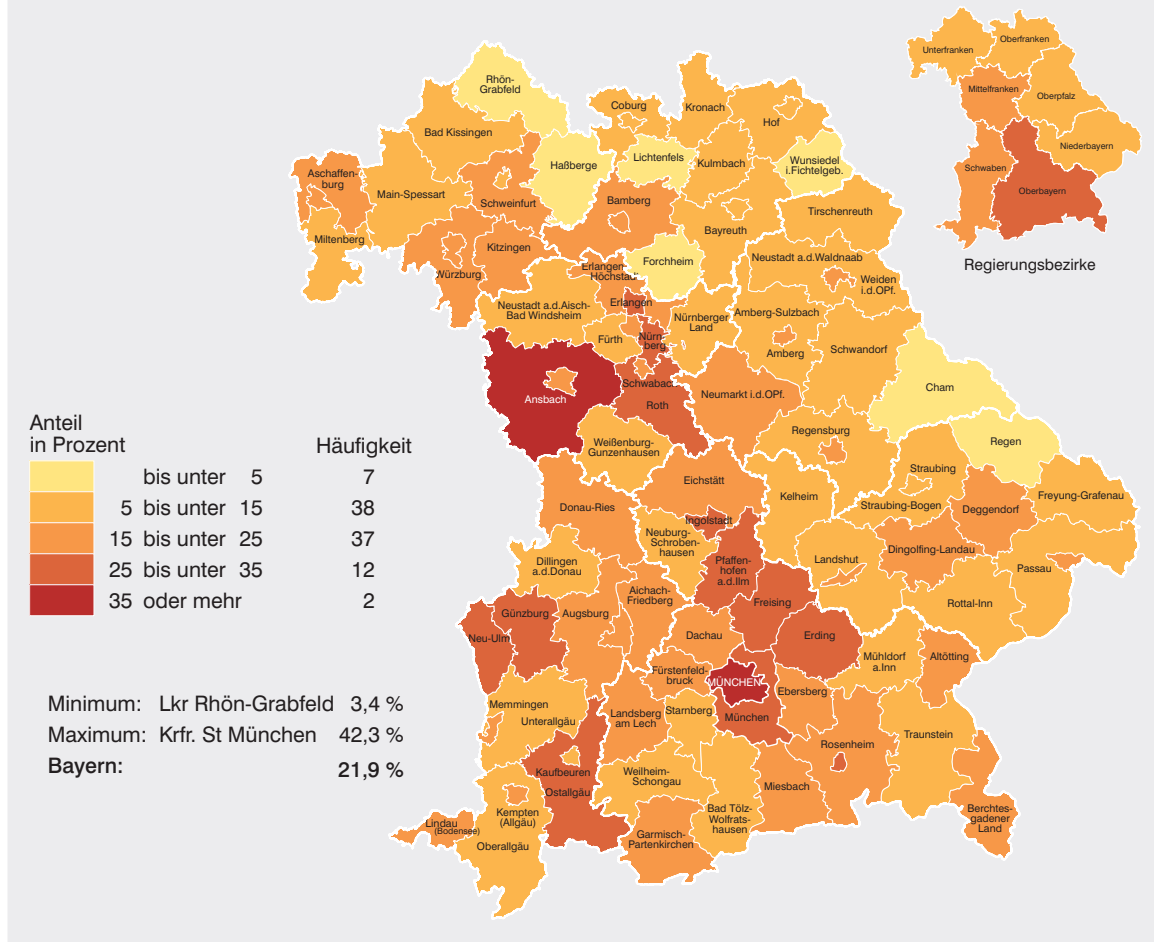 Rhön-
Grabfeld
Coburg
Kronach
Hof
Bad Kissingen
Haßberge
Lichtenfels
Kulmbach
Wunsiedel
i.Fichtelgeb.
Aschaffen-
burg
Main-Spessart
Schweinfurt
Bamberg
Bayreuth
Tirschenreuth
Miltenberg
Würzburg
Kitzingen
Erlangen-
Höchstadt
Forchheim
Neustadt a.d.Waldnaab
Weiden
i.d.OPf.
Neustadt a.d.Aisch-
Bad Windsheim
Erlangen
Fürth
Nürn-
berg
Nürnberger
Land
Amberg-Sulzbach
Amberg
Schwandorf
Ansbach
Schwabach
Roth
Neumarkt i.d.OPf.
Cham
Weißenburg-
Gunzenhausen
Regensburg
Regen
Eichstätt
Kelheim
Straubing
Straubing-Bogen
Freyung-Grafenau
Deggendorf
Donau-Ries
Ingolstadt
Neuburg-
Schroben-
hausen
Pfaffen-
hofen
a.d.Ilm
Landshut
Dingolfing-Landau
Passau
Dillingen
a.d.Donau
Aichach-
Friedberg
Freising
Rottal-Inn
Günzburg
Augsburg
Neu-Ulm
Dachau
Erding
Mühldorf
a.Inn
Altötting
Fürstenfeld-
bruck
MÜNCHEN
Ebersberg
Memmingen
Unterallgäu
Landsberg
am Lech
Starnberg
München
Traunstein
Rosenheim
Kaufbeuren
Ostallgäu
Weilheim-
Schongau
Miesbach
Bad Tölz-
Wolfrats-
hausen
Berchtes-
gadener
Land
Kempten
(Allgäu)
Lindau
(Bodensee)
Oberallgäu
Garmisch-
Partenkirchen
Unterfranken
Oberfranken
Mittelfranken
Oberpfalz
Niederbayern
Schwaben
Oberbayern
Regierungsbezirke
Anteil
in Prozent Häufigkeit
bis unter 5 7
5 bis unter 15 38
15 bis unter 25 37
25 bis unter 35 12
35 oder mehr 2
Minimum: Lkr Rhön-Grabfeld 3,4 %
Maximum: Krfr. St München 42,3 %
Bayern: 21,9 %